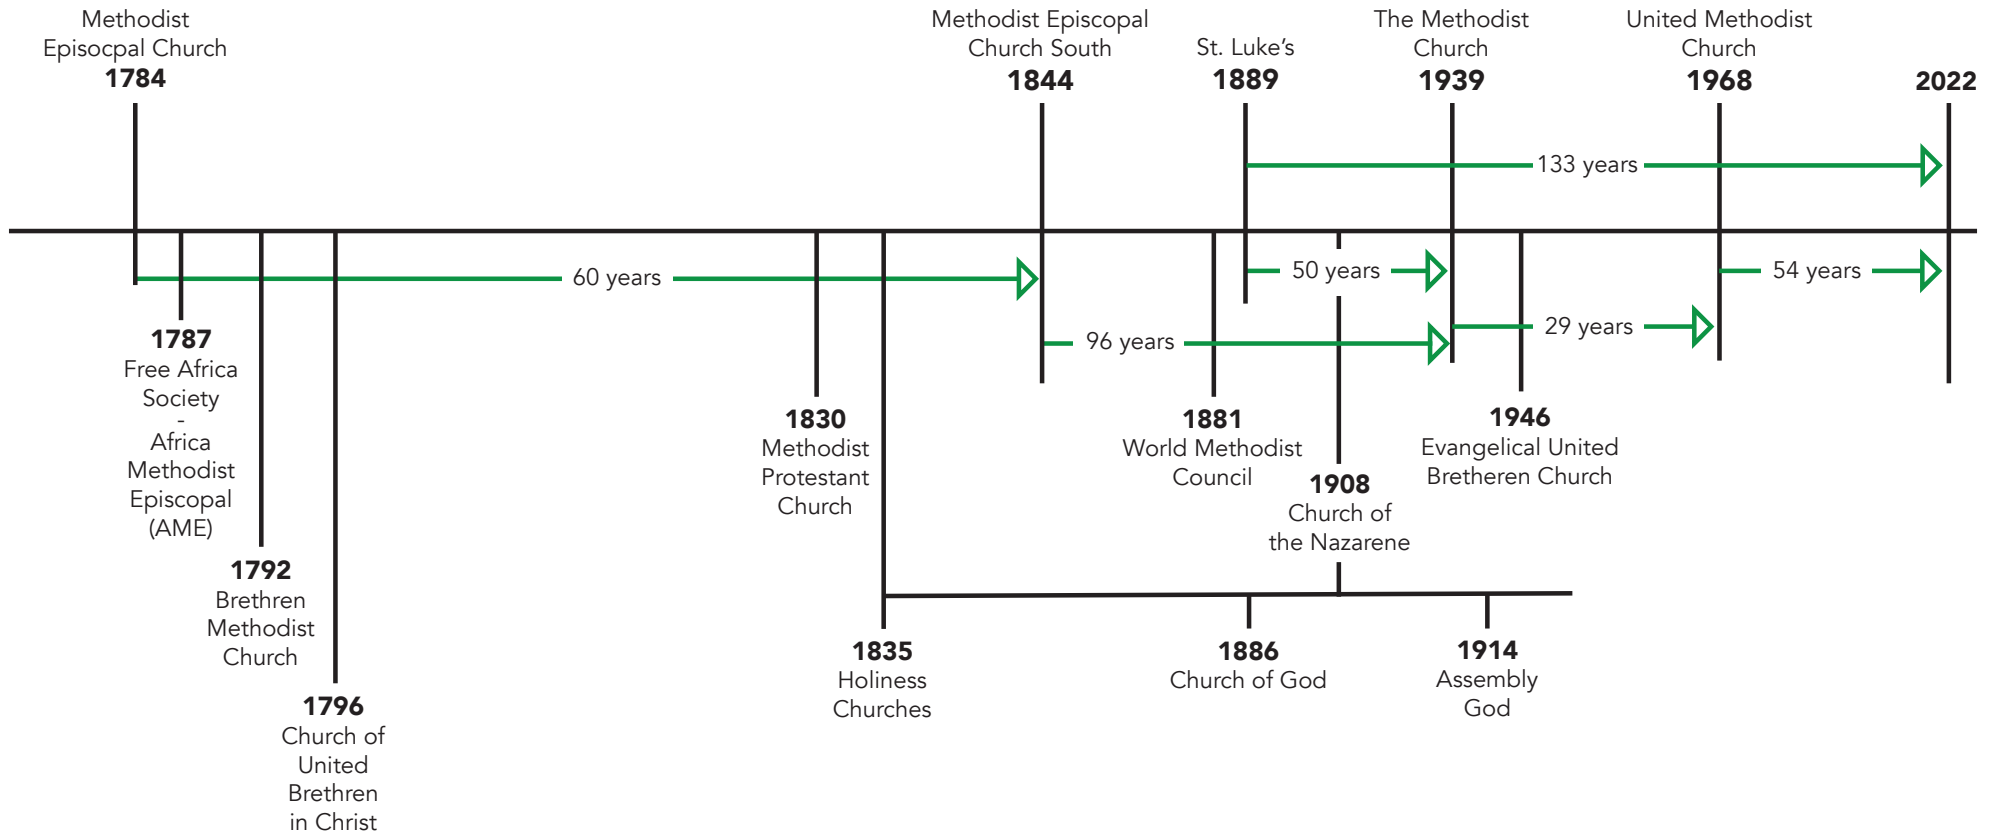 Methodist
Episocpal Church
1784
Methodist Episcopal
Church South
1844
St. Luke's
1889
The Methodist
Church
1939
United Methodist
Church
1968
2022
133 years
60 years
50 years
54 years
96 years
29 years
1787
Free Africa
Society
-
Africa
Methodist
Episcopal
(AME)
1792
Brethren
Methodist
Church
1796
Church of
United
Brethren
in Christ
1830
Methodist
Protestant
Church
1835
Holiness
Churches
1881
World Methodist
Council
1886
Church of God
1908
Church of
the Nazarene
1914
Assembly
God
1946
Evangelical United
Bretheren Church